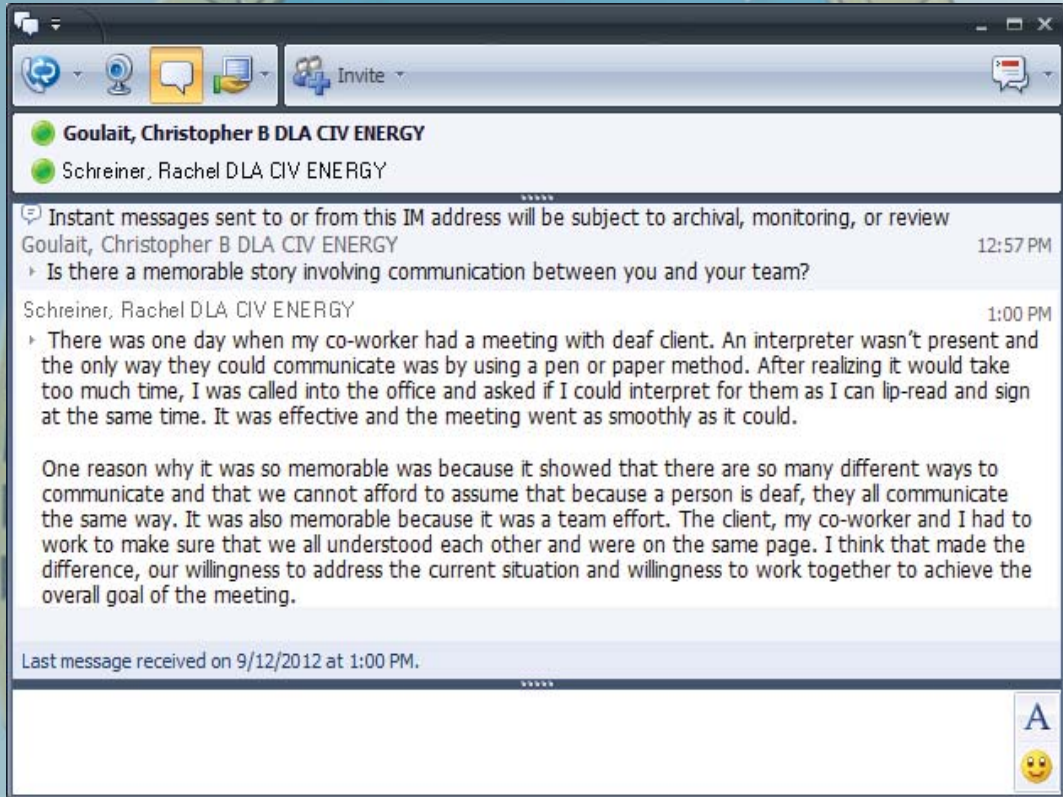 Invite
Goulait, Christopher B DLA CIV ENERGY
Schreiner, Rachel DLA CIV ENERGY
Instant messages sent to or from this IM address will be subject to archival, monitoring, or review
Goulait, Christopher B DLA CIV ENERGY 12:57 PM
Is there a memorable story involving communication between you and your team?
Schreiner, Rachel DLA CIV ENERGY 1:00 PM
There was one day when my co-worker had a meeting with deaf client. An interpreter wasn't present and
the only way they could communicate was by using a pen or paper method. After realizing it would take
too much time, I was called into the office and asked if I could interpret for them as I can lip-read and sign
at the same time. It was effective and the meeting went as smoothly as it could.
One reason why it was so memorable was because it showed that there are so many different ways to
communicate and that we cannot afford to assume that because a person is deaf, they all communicate
the same way. It was also memorable because it was a team effort. The client, my co-worker and I had to
work to make sure that we all understood each other and were on the same page. I think that made the
difference, our willingness to address the current situation and willingness to work together to achieve the
overall goal of the meeting.
Last message received on 9/12/2012 at 1:00 PM.
A